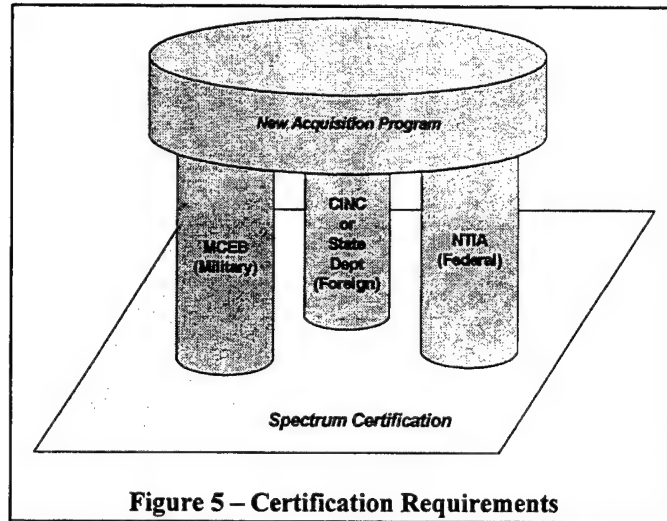 New Acquisition Program
MCEB
(Military)
CINC
or
State
Dept
(Foreign)
NTIA
(Federal)
Spectrum Certification
Figure 5 – Certification Requirements